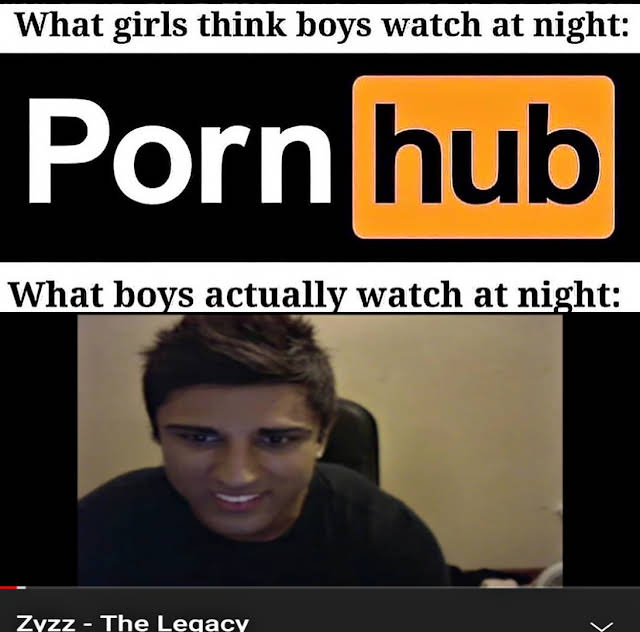 What girls think boys watch at night:
Porn hub
What boys actually watch at night:
Zyzz - The Legacy